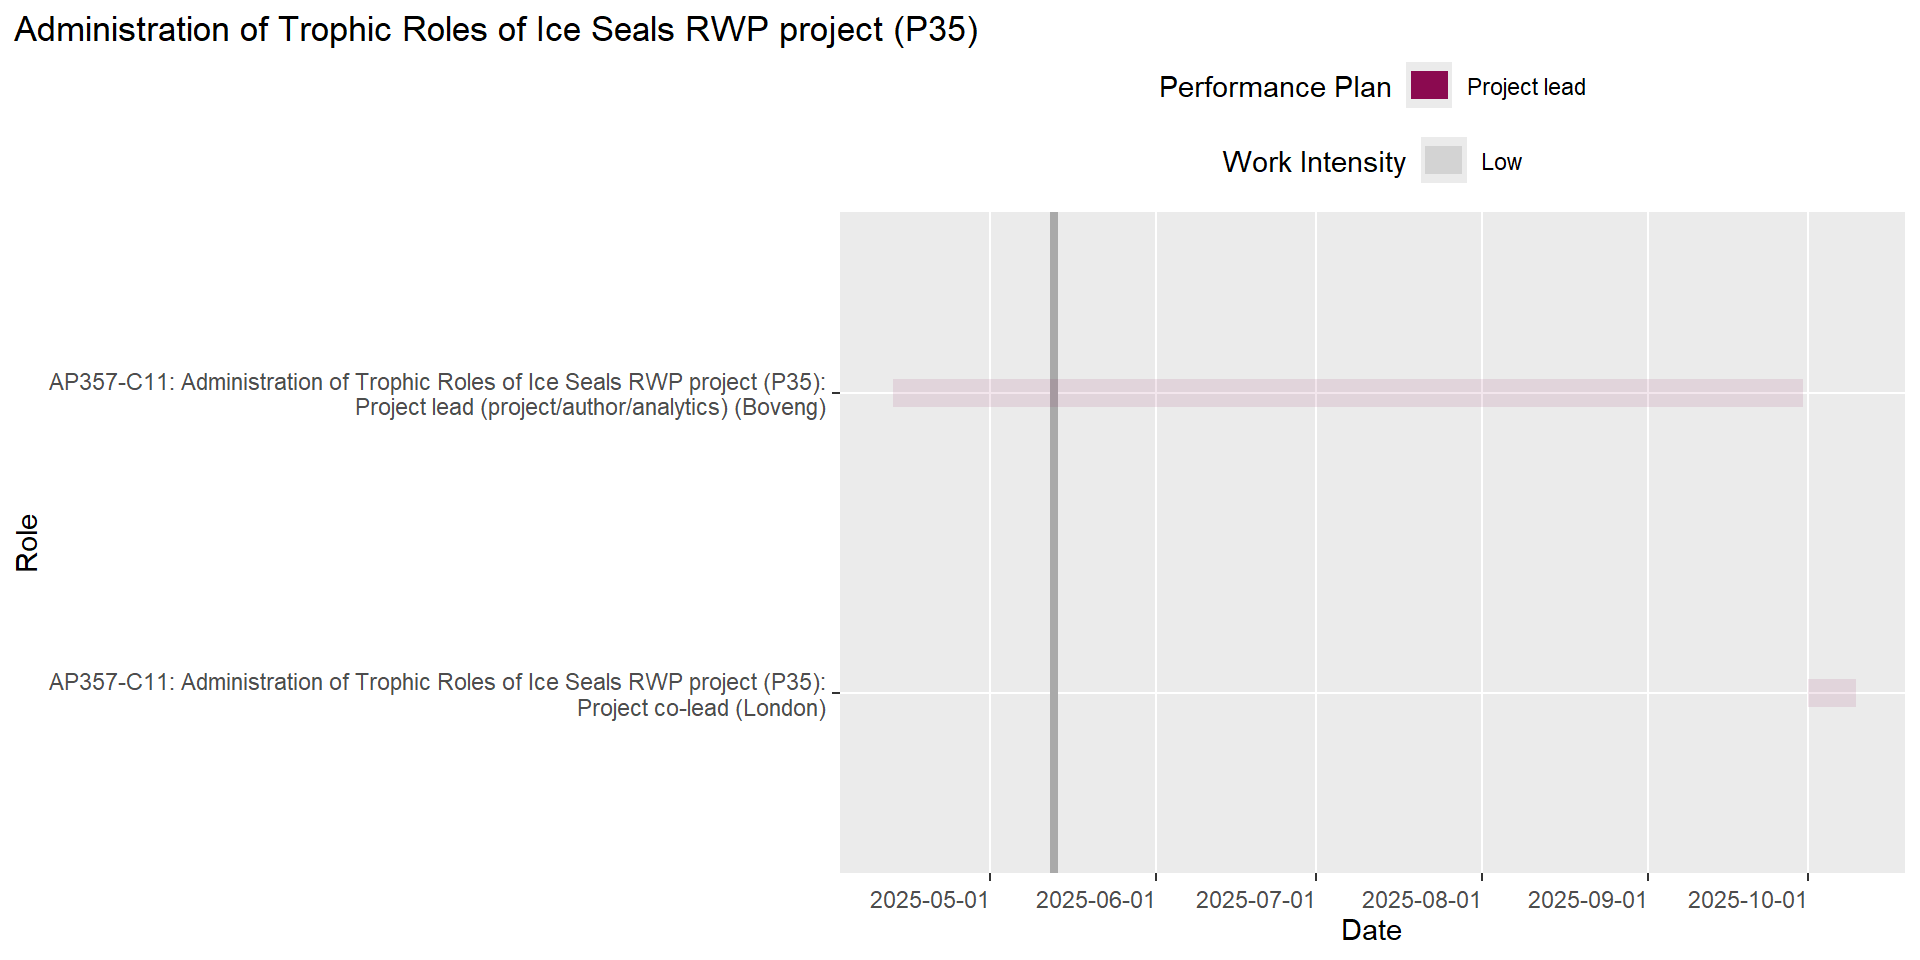 Administration of Trophic Roles of Ice Seals RWP project (P35)
Performance Plan
Project lead
Work Intensity
Low
AP357-C11: Administration of Trophic Roles of Ice Seals RWP project (P35):
Project lead (project/author/analytics) (Boveng)
Role
AP357-C11: Administration of Trophic Roles of Ice Seals RWP project (P35):
Project co-lead (London)
2025-05-01
2025-06-01
2025-07-01
2025-08-01
2025-09-01
2025-10-01
Date